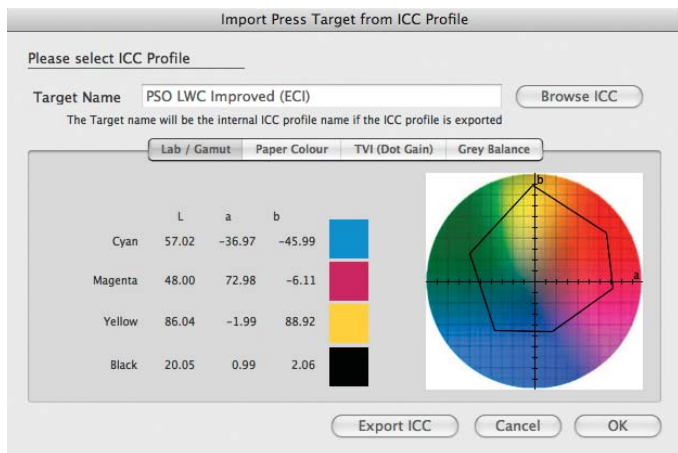 Import Press Target from ICC Profile
Please select ICC Profile
Target Name PSO LWC Improved (ECI) Browse ICC
The Target name will be the internal ICC profile name if the ICC profile is exported
Lab / Gamut Paper Colour TVI (Dot Gain) Grey Balance
b
L a b
Cyan 57.02 -36.97 -45.99
a
Magenta 48.00 72.98 -6.11
Yellow 86.04 -1.99 88.92
Black 20.05 0.99 2.06
Export ICC Cancel OK